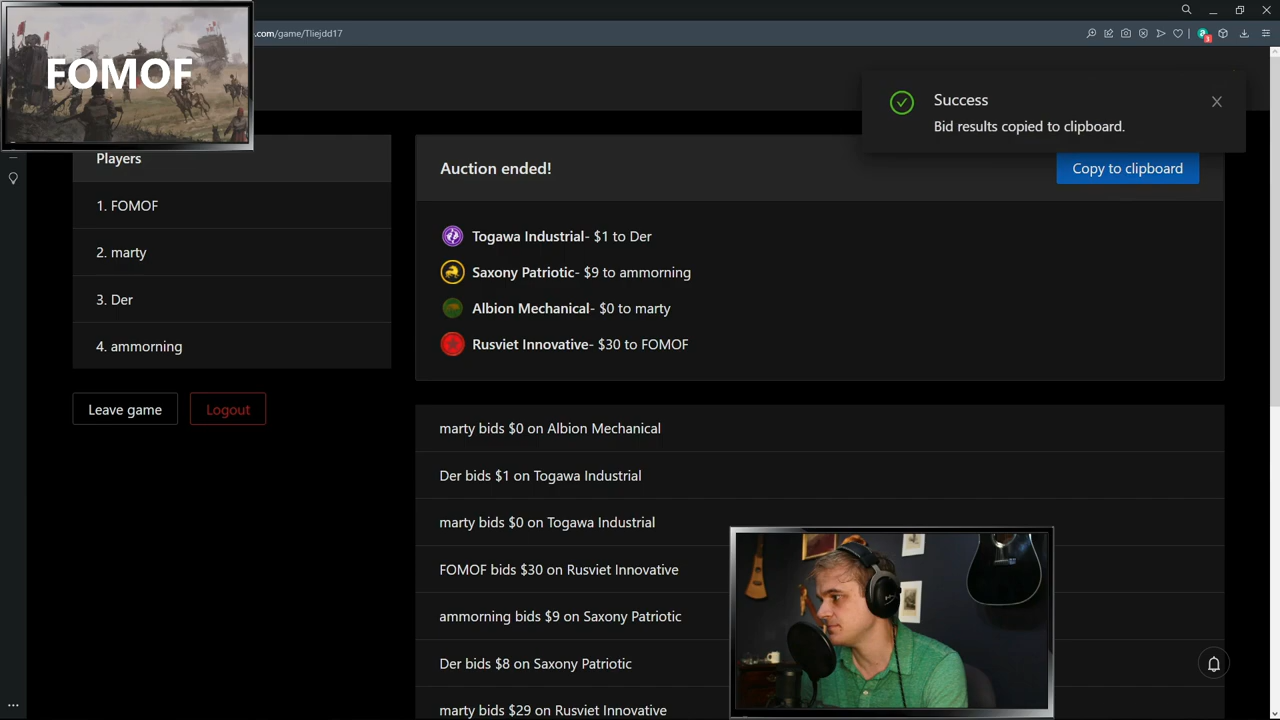 FOMOF
.com/game/Tliejdd17
3
Success
Bid results copied to clipboard.
Players
1. FOMOF
2. marty
3. Der
4. ammorning
Leave game
Logout
Auction ended!
Copy to clipboard
Togawa Industrial- $1 to Der
Saxony Patriotic- $9 to ammorning
Albion Mechanical- $0 to marty
Rusviet Innovative- $30 to FOMOF
marty bids $0 on Albion Mechanical
Der bids $1 on Togawa Industrial
marty bids $0 on Togawa Industrial
FOMOF bids $30 on Rusviet Innovative
ammorning bids $9 on Saxony Patriotic
Der bids $8 on Saxony Patriotic
marty bids $29 on Rusviet Innovative